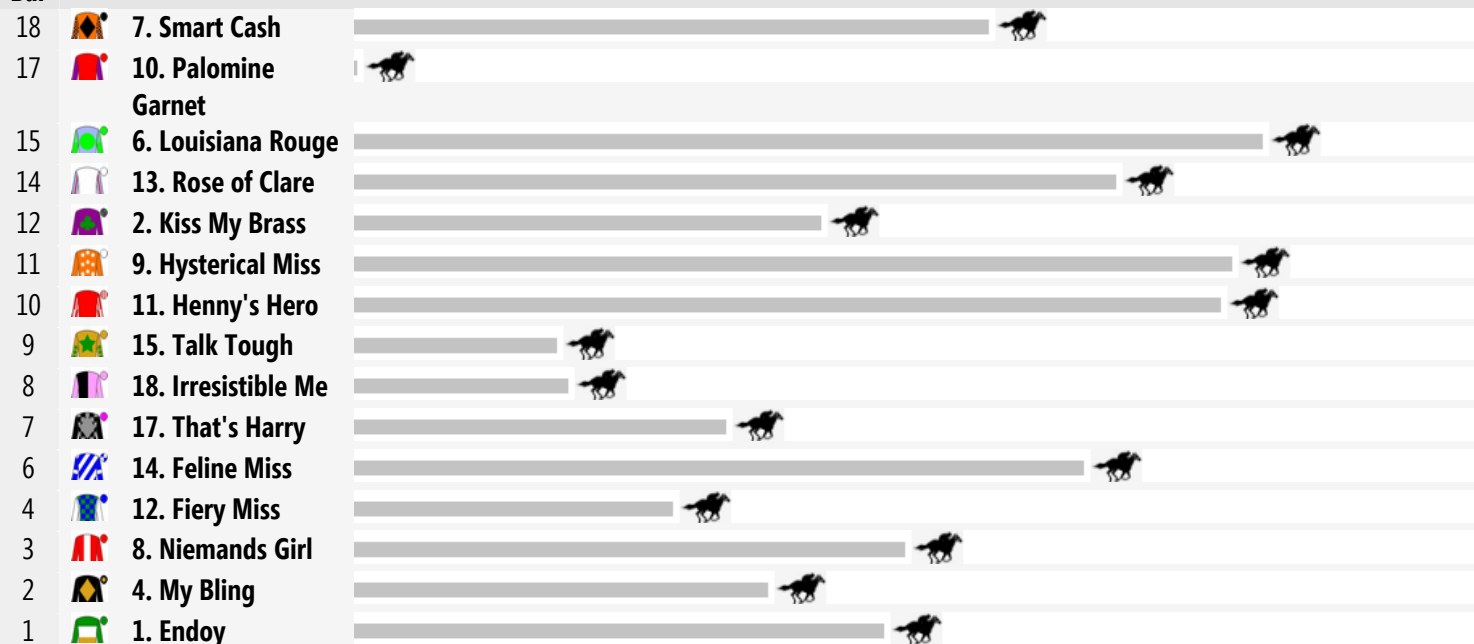 18 7. Smart Cash
17 10. Palomine
Garnet
15 6. Louisiana Rouge
14 13. Rose of Clare
12 2. Kiss My Brass
11 9. Hysterical Miss
10 11. Henny's Hero
9 15. Talk Tough
8 18. Irresistible Me
7 17. That's Harry
6 14. Feline Miss
4 12. Fiery Miss
3 8. Niemands Girl
2 4. My Bling
1 1. Endoy